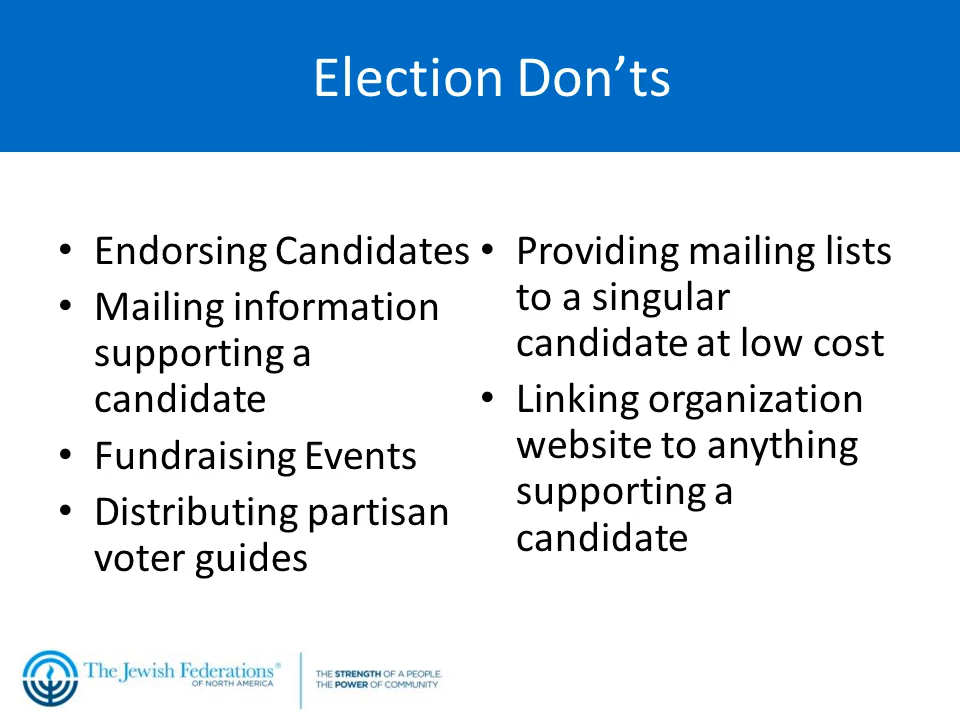 Election Don’ts
• Endorsing Candidates
• Mailing information
supporting a
candidate
• Fundraising Events
• Distributing partisan
voter guides
• Providing mailing lists
to a singular
candidate at low cost
• Linking organization
website to anything
supporting a
candidate
The Jewish Federations®
OF NORTH AMERICA
THE STRENGTH OF A PEOPLE.
THE POWER OF COMMUNITY.